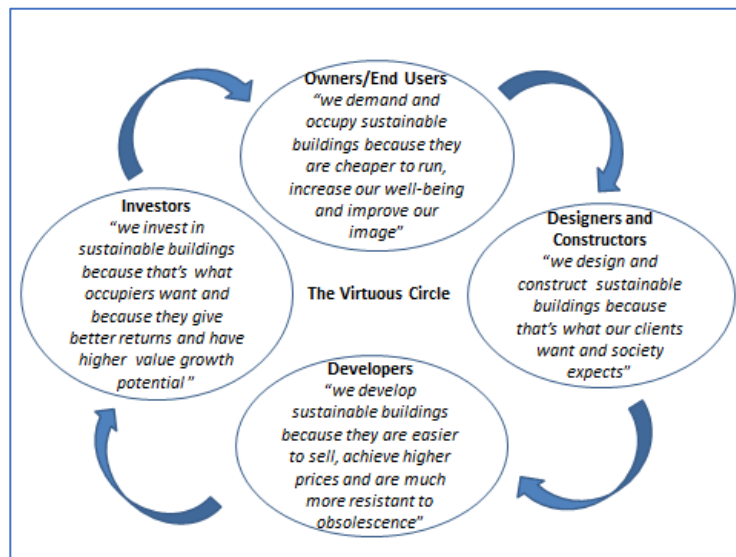 Owners/End Users
“we demand and
occupy sustainable
buildings because they
are cheaper to run,
increase our well-being
and improve our
image”
Designers and
Constructors
“we design and
construct sustainable
buildings because
that’s what our clients
want and society
expects”
Developers
“we develop
sustainable buildings
because they are easier
to sell, achieve higher
prices and are much
more resistant to
obsolescence”
Investors
“we invest in
sustainable buildings
because that’s what
occupiers want and
because they give
better returns and have
higher value growth
potential”
The Virtuous Circle